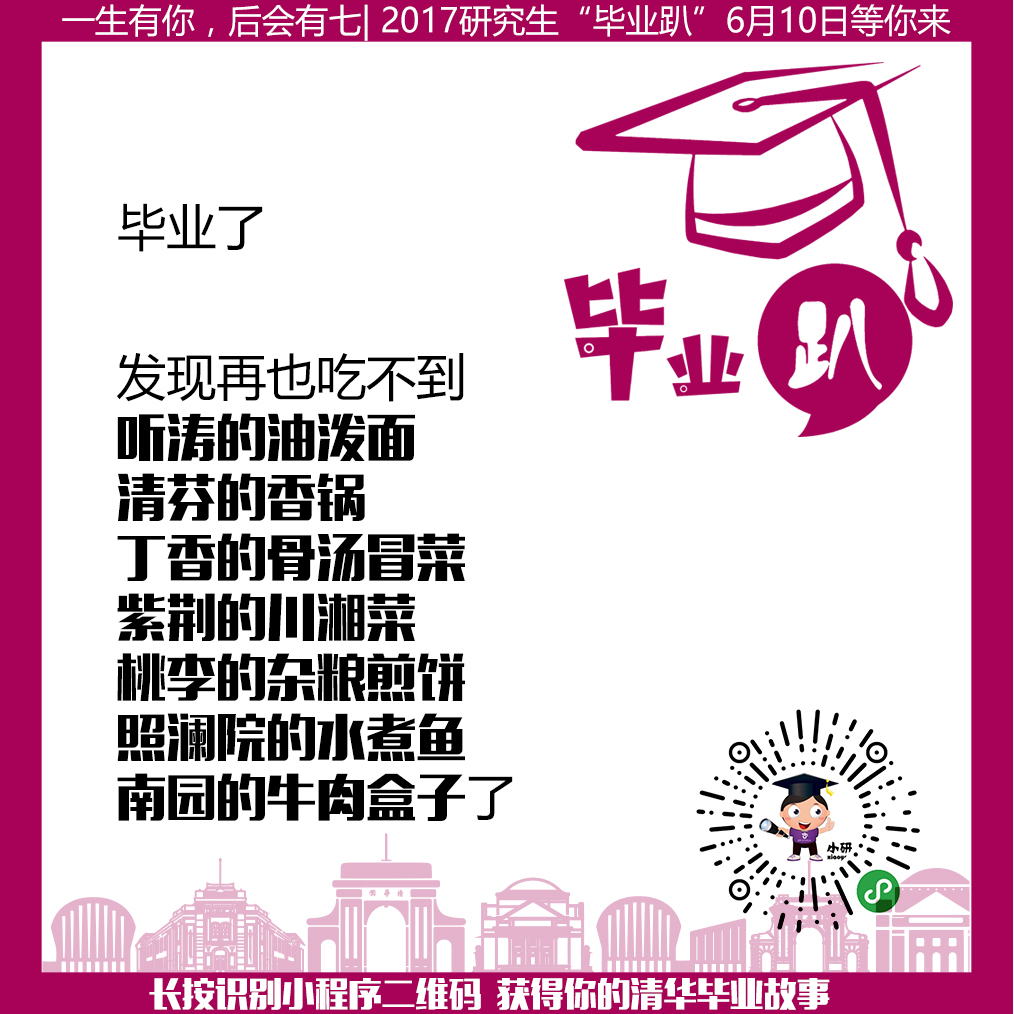 一生有你，后会有七| 2017研究生“毕业趴”6月10日等你来
毕业趴
毕业了
发现再也吃不到
听涛的油泼面
清芬的香锅
丁香的骨汤冒菜
紫荆的川湘菜
桃李的杂粮煎饼
照澜院的水煮鱼
南园的牛肉盒子了
小研
長按识别小程序二维码 获得你的清华毕业故事